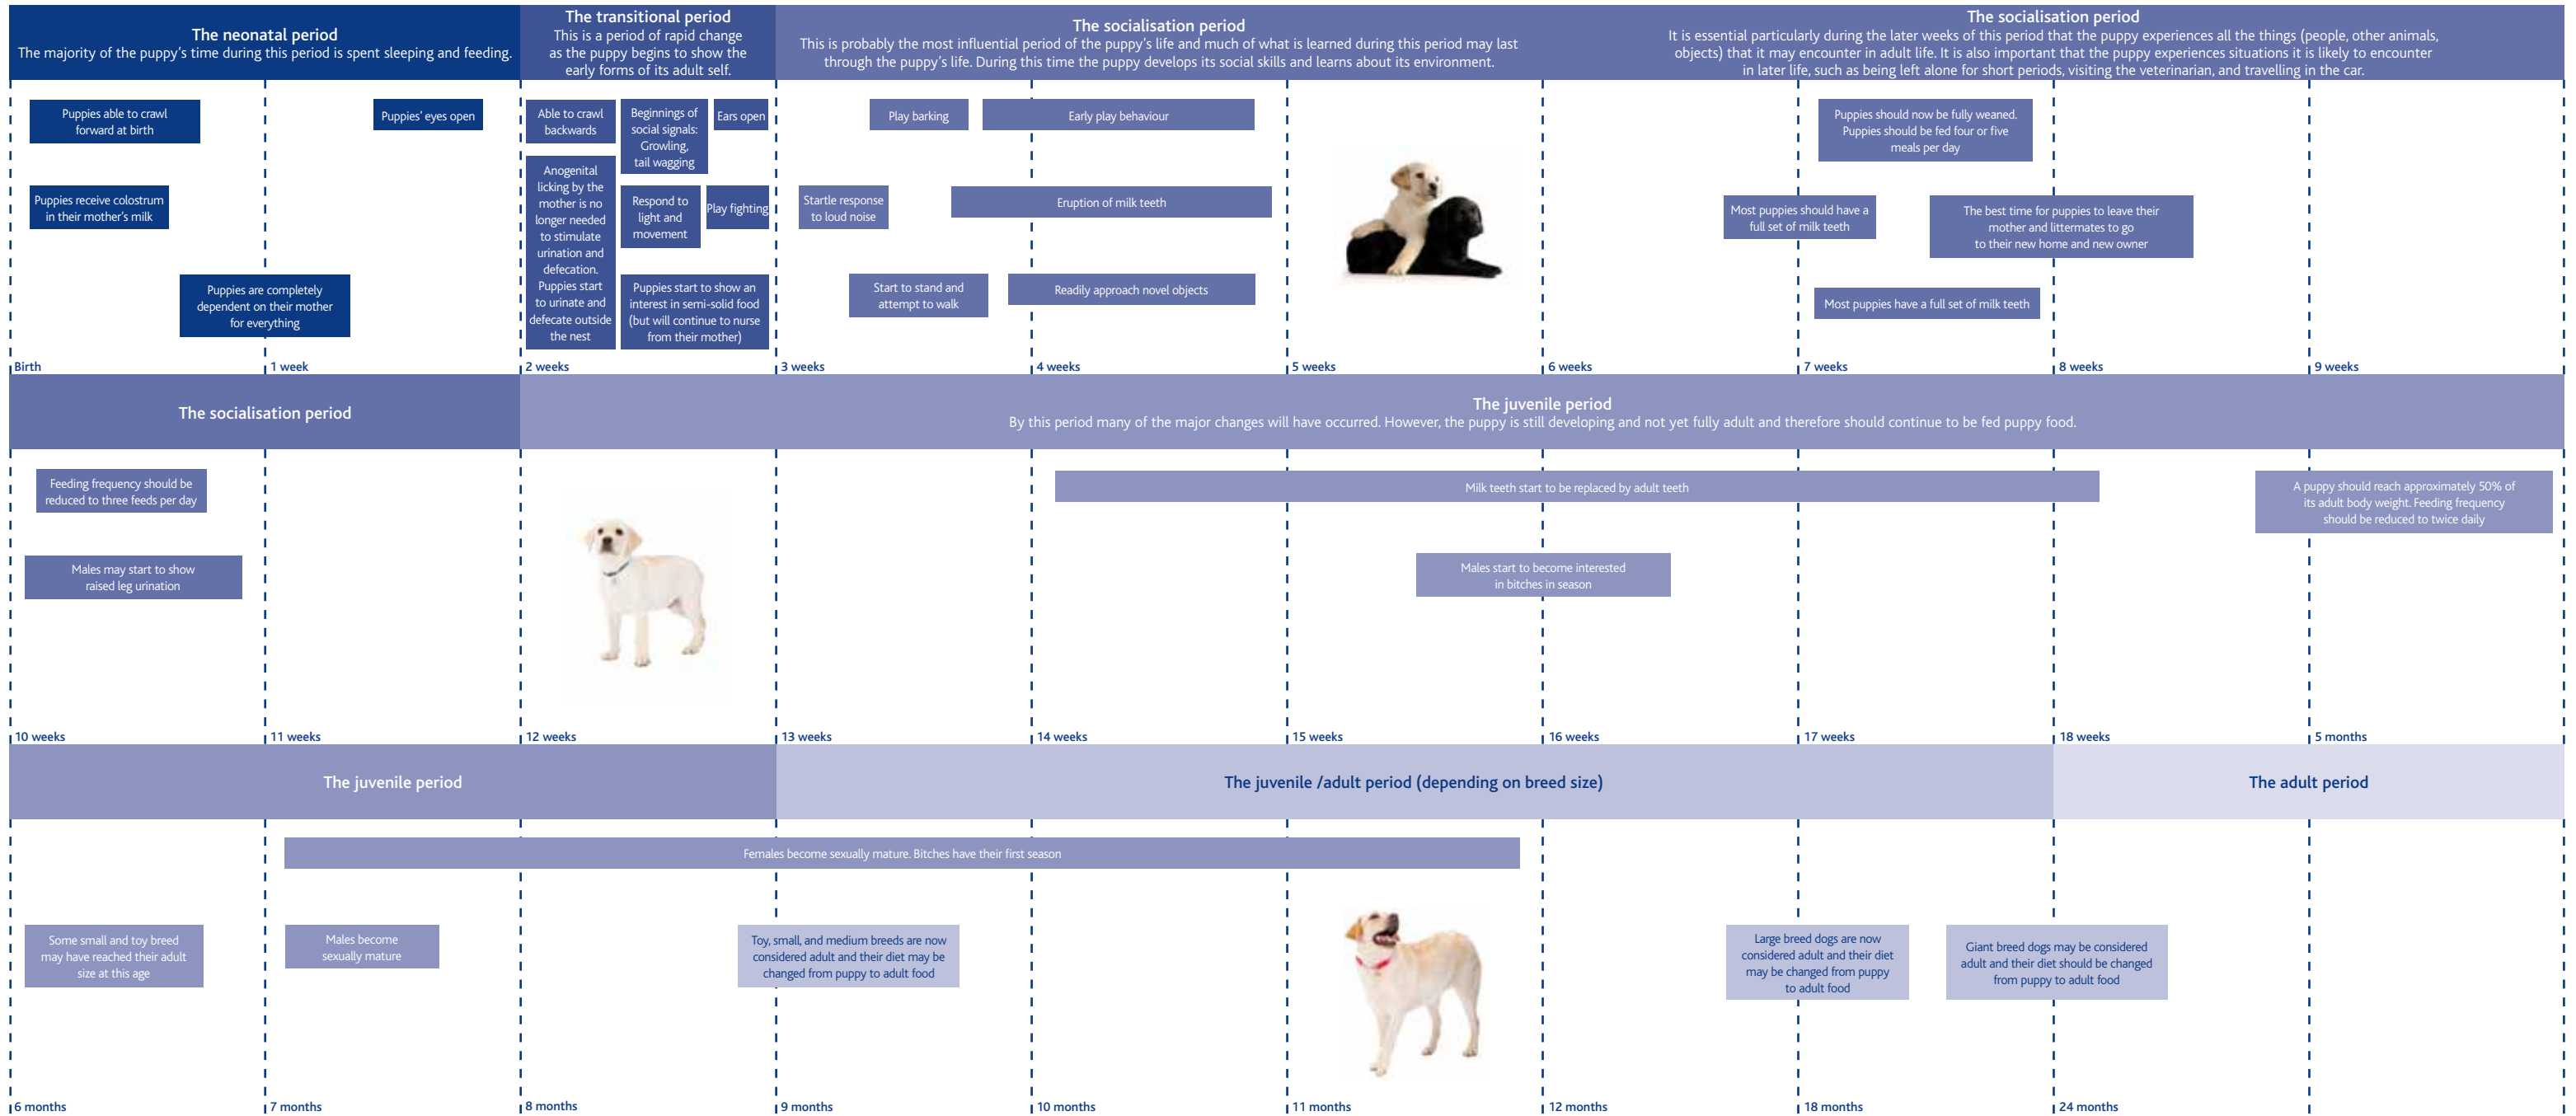 The neonatal period
The majority of the puppy's time during this period is spent sleeping and feeding.
The transitional period
This is a period of rapid change
as the puppy begins to show the
early forms of its adult self.
The socialisation period
This is probably the most influential period of the puppy's life and much of what is learned during this period may last
through the puppy's life. During this time the puppy develops its social skills and learns about its environment.
The socialisation period
It is essential particularly during the later weeks of this period that the puppy experiences all the things (people, other animals,
objects) that it may encounter in adult life. It is also important that the puppy experiences situations it is likely to encounter
in later life, such as being left alone for short periods, visiting the veterinarian, and travelling in the car.
Puppies able to crawl
forward at birth
Puppies receive colostrum
in their mother's milk
Puppies are completely
dependent on their mother
for everything
Puppies' eyes open
Able to crawl
backwards
Anogenital
licking by the
mother is no
longer needed
to stimulate
urination and
defecation.
Puppies start
to urinate and
defecate outside
the nest
Beginnings of
social signals:
Growling,
tail wagging
Ears open
Respond to
light and
movement
Play fighting
Puppies start to show an
interest in semi-solid food
(but will continue to nurse
from their mother)
Play barking
Early play behaviour
Startle response
to loud noise
Eruption of milk teeth
Start to stand and
attempt to walk
Readily approach novel objects
Puppies should now be fully weaned.
Puppies should be fed four or five
meals per day
Most puppies should have a
full set of milk teeth
The best time for puppies to leave their
mother and littermates to go
to their new home and new owner
Most puppies have a full set of milk teeth
Birth
1 week
2 weeks
3 weeks
4 weeks
5 weeks
6 weeks
7 weeks
8 weeks
9 weeks
The socialisation period
The juvenile period
By this period many of the major changes will have occurred. However, the puppy is still developing and not yet fully adult and therefore should continue to be fed puppy food.
Feeding frequency should be
reduced to three feeds per day
Males may start to show
raised leg urination
Milk teeth start to be replaced by adult teeth
Males start to become interested
in bitches in season
A puppy should reach approximately 50% of
its adult body weight. Feeding frequency
should be reduced to twice daily
10 weeks
11 weeks
12 weeks
13 weeks
14 weeks
15 weeks
16 weeks
17 weeks
18 weeks
5 months
The juvenile period
The juvenile /adult period (depending on breed size)
The adult period
Females become sexually mature. Bitches have their first season
Some small and toy breed
may have reached their adult
size at this age
Males become
sexually mature
Toy, small, and medium breeds are now
considered adult and their diet may be
changed from puppy to adult food
Large breed dogs are now
considered adult and their diet
may be changed from puppy
to adult food
Giant breed dogs may be considered
adult and their diet should be changed
from puppy to adult food
6 months
7 months
8 months
9 months
10 months
11 months
12 months
18 months
24 months